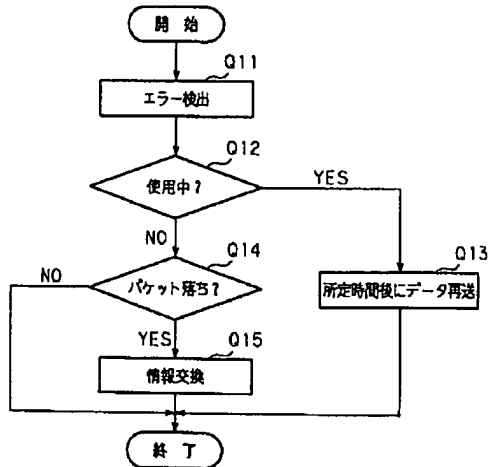 開始
Q11
エラー検出
Q12
使用中?
YES
NO
Q14
Q13
NO
パケット落ち?
所定時間後にデータ再送
YES
Q15
情報交換
終了